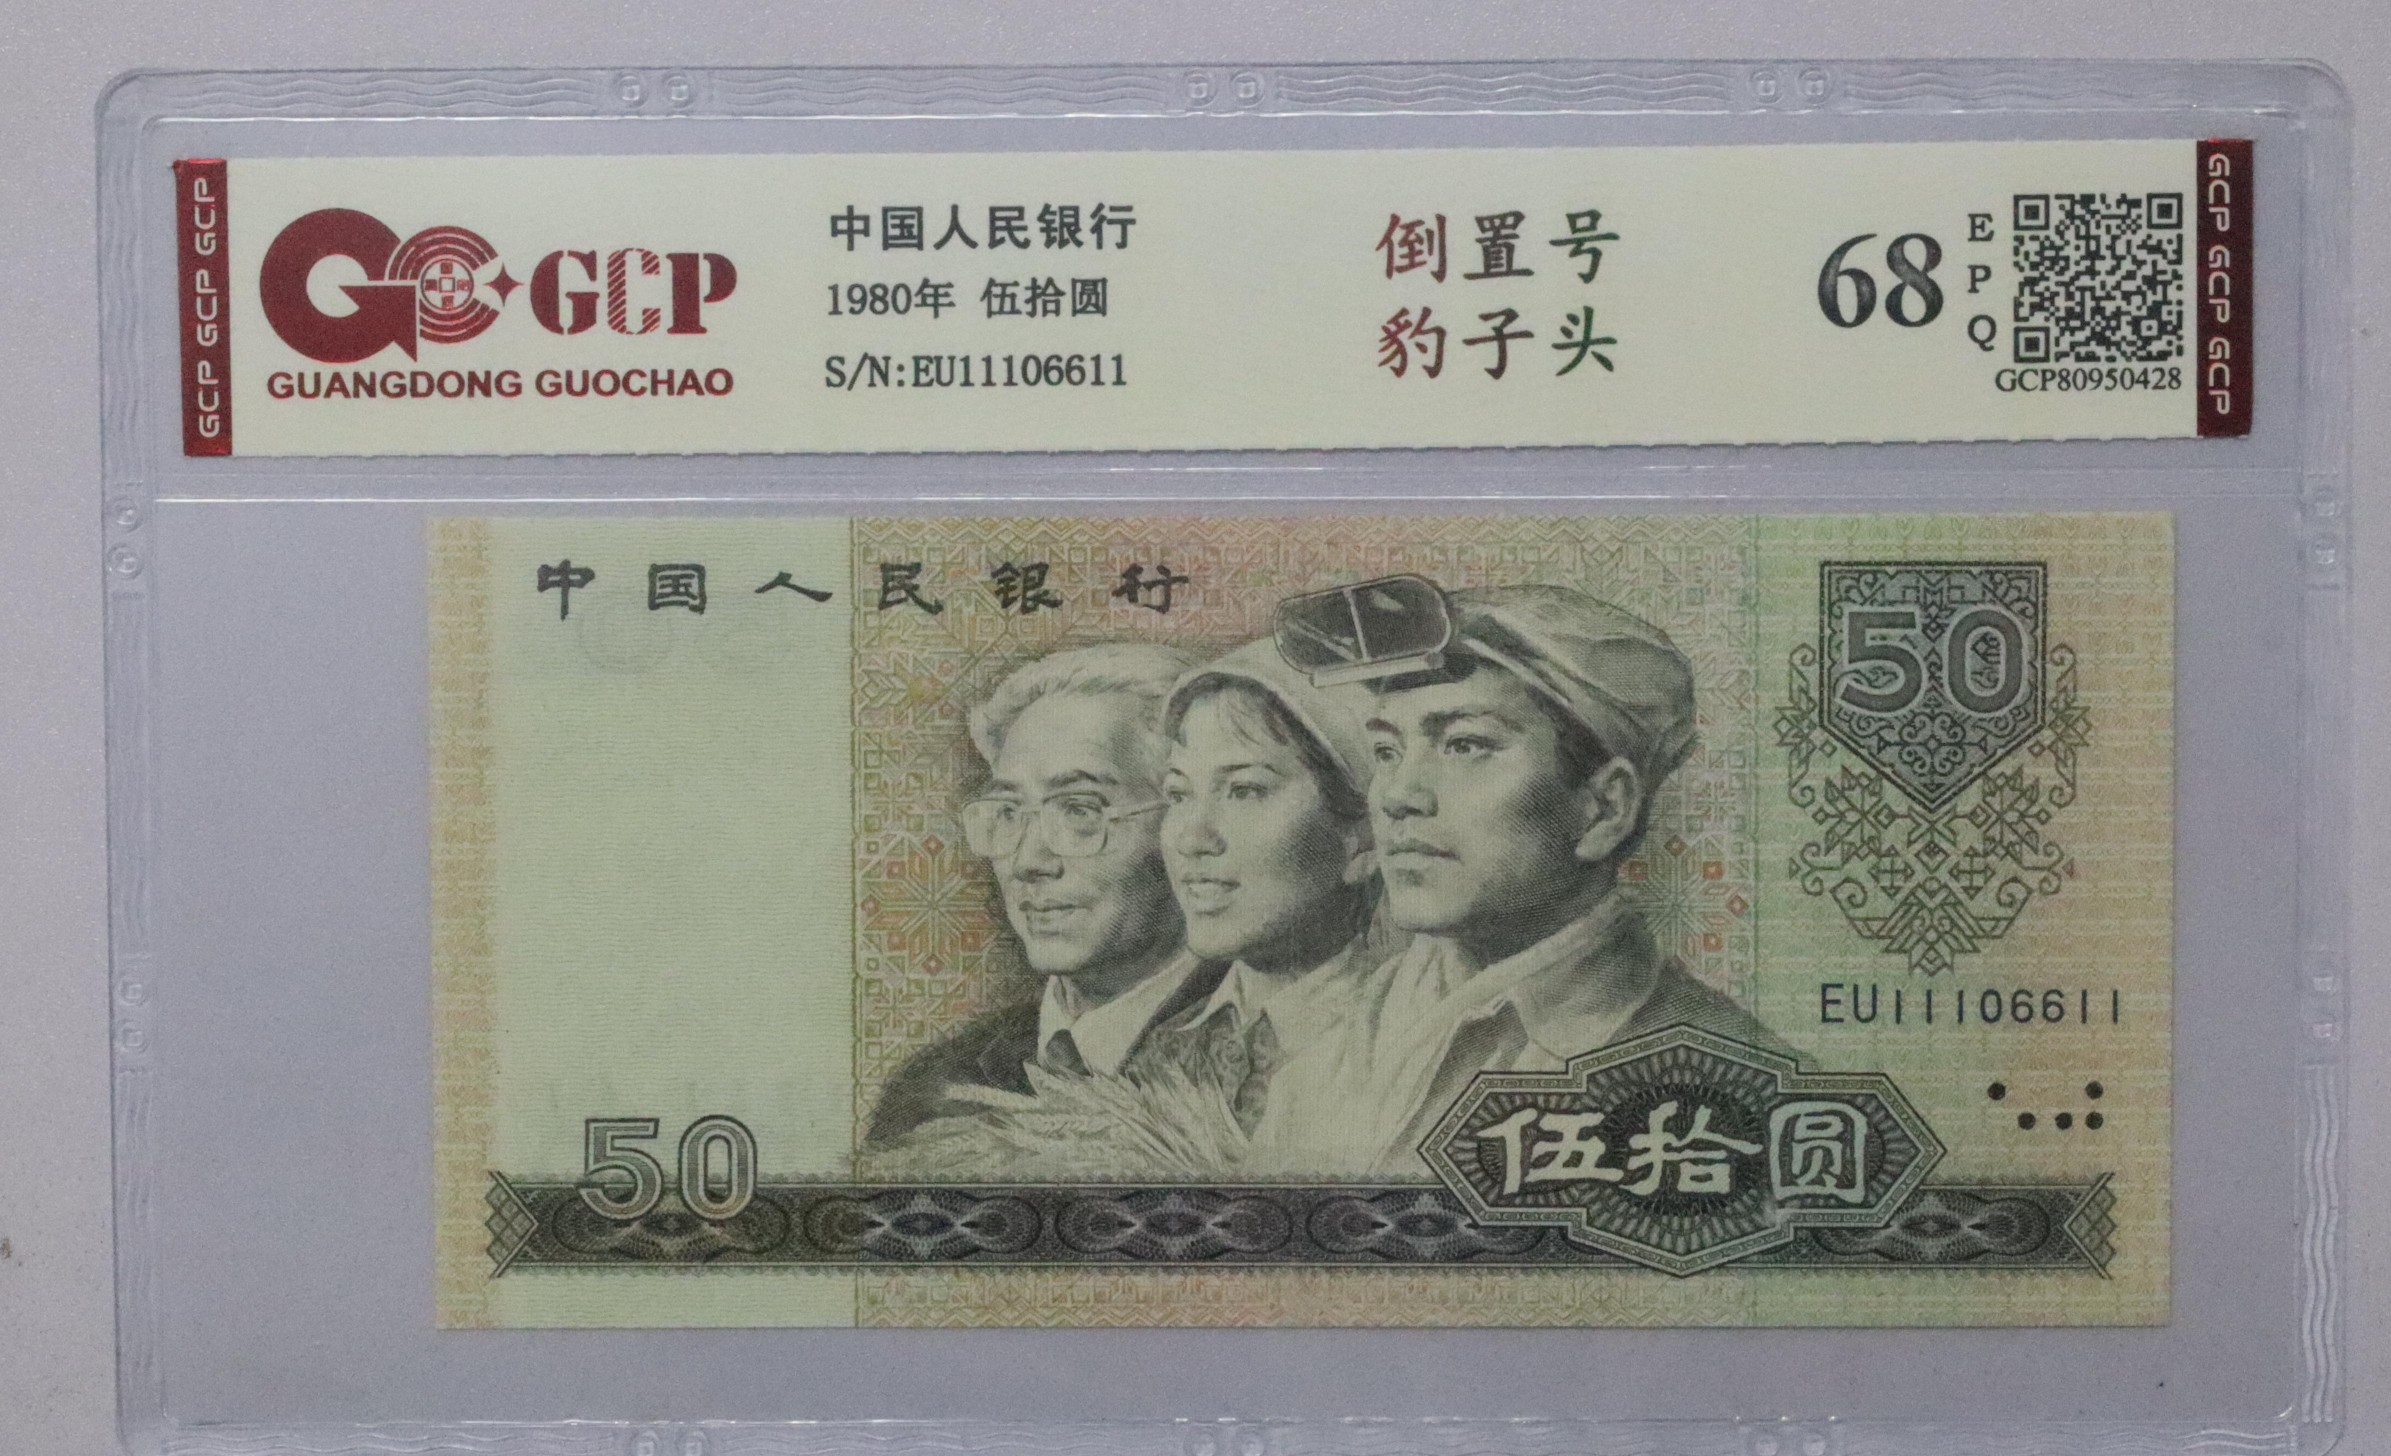 GCP GCP GCP
GCP
GUANGDONG GUOCHAO
中国人民银行
1980年 伍拾圆
S/N:EU11106611
倒置号
豹子头
68
EPQ
GCP80950428
GCP GCP GCP
中国人民银行
50
EU11106611
50
伍拾圆